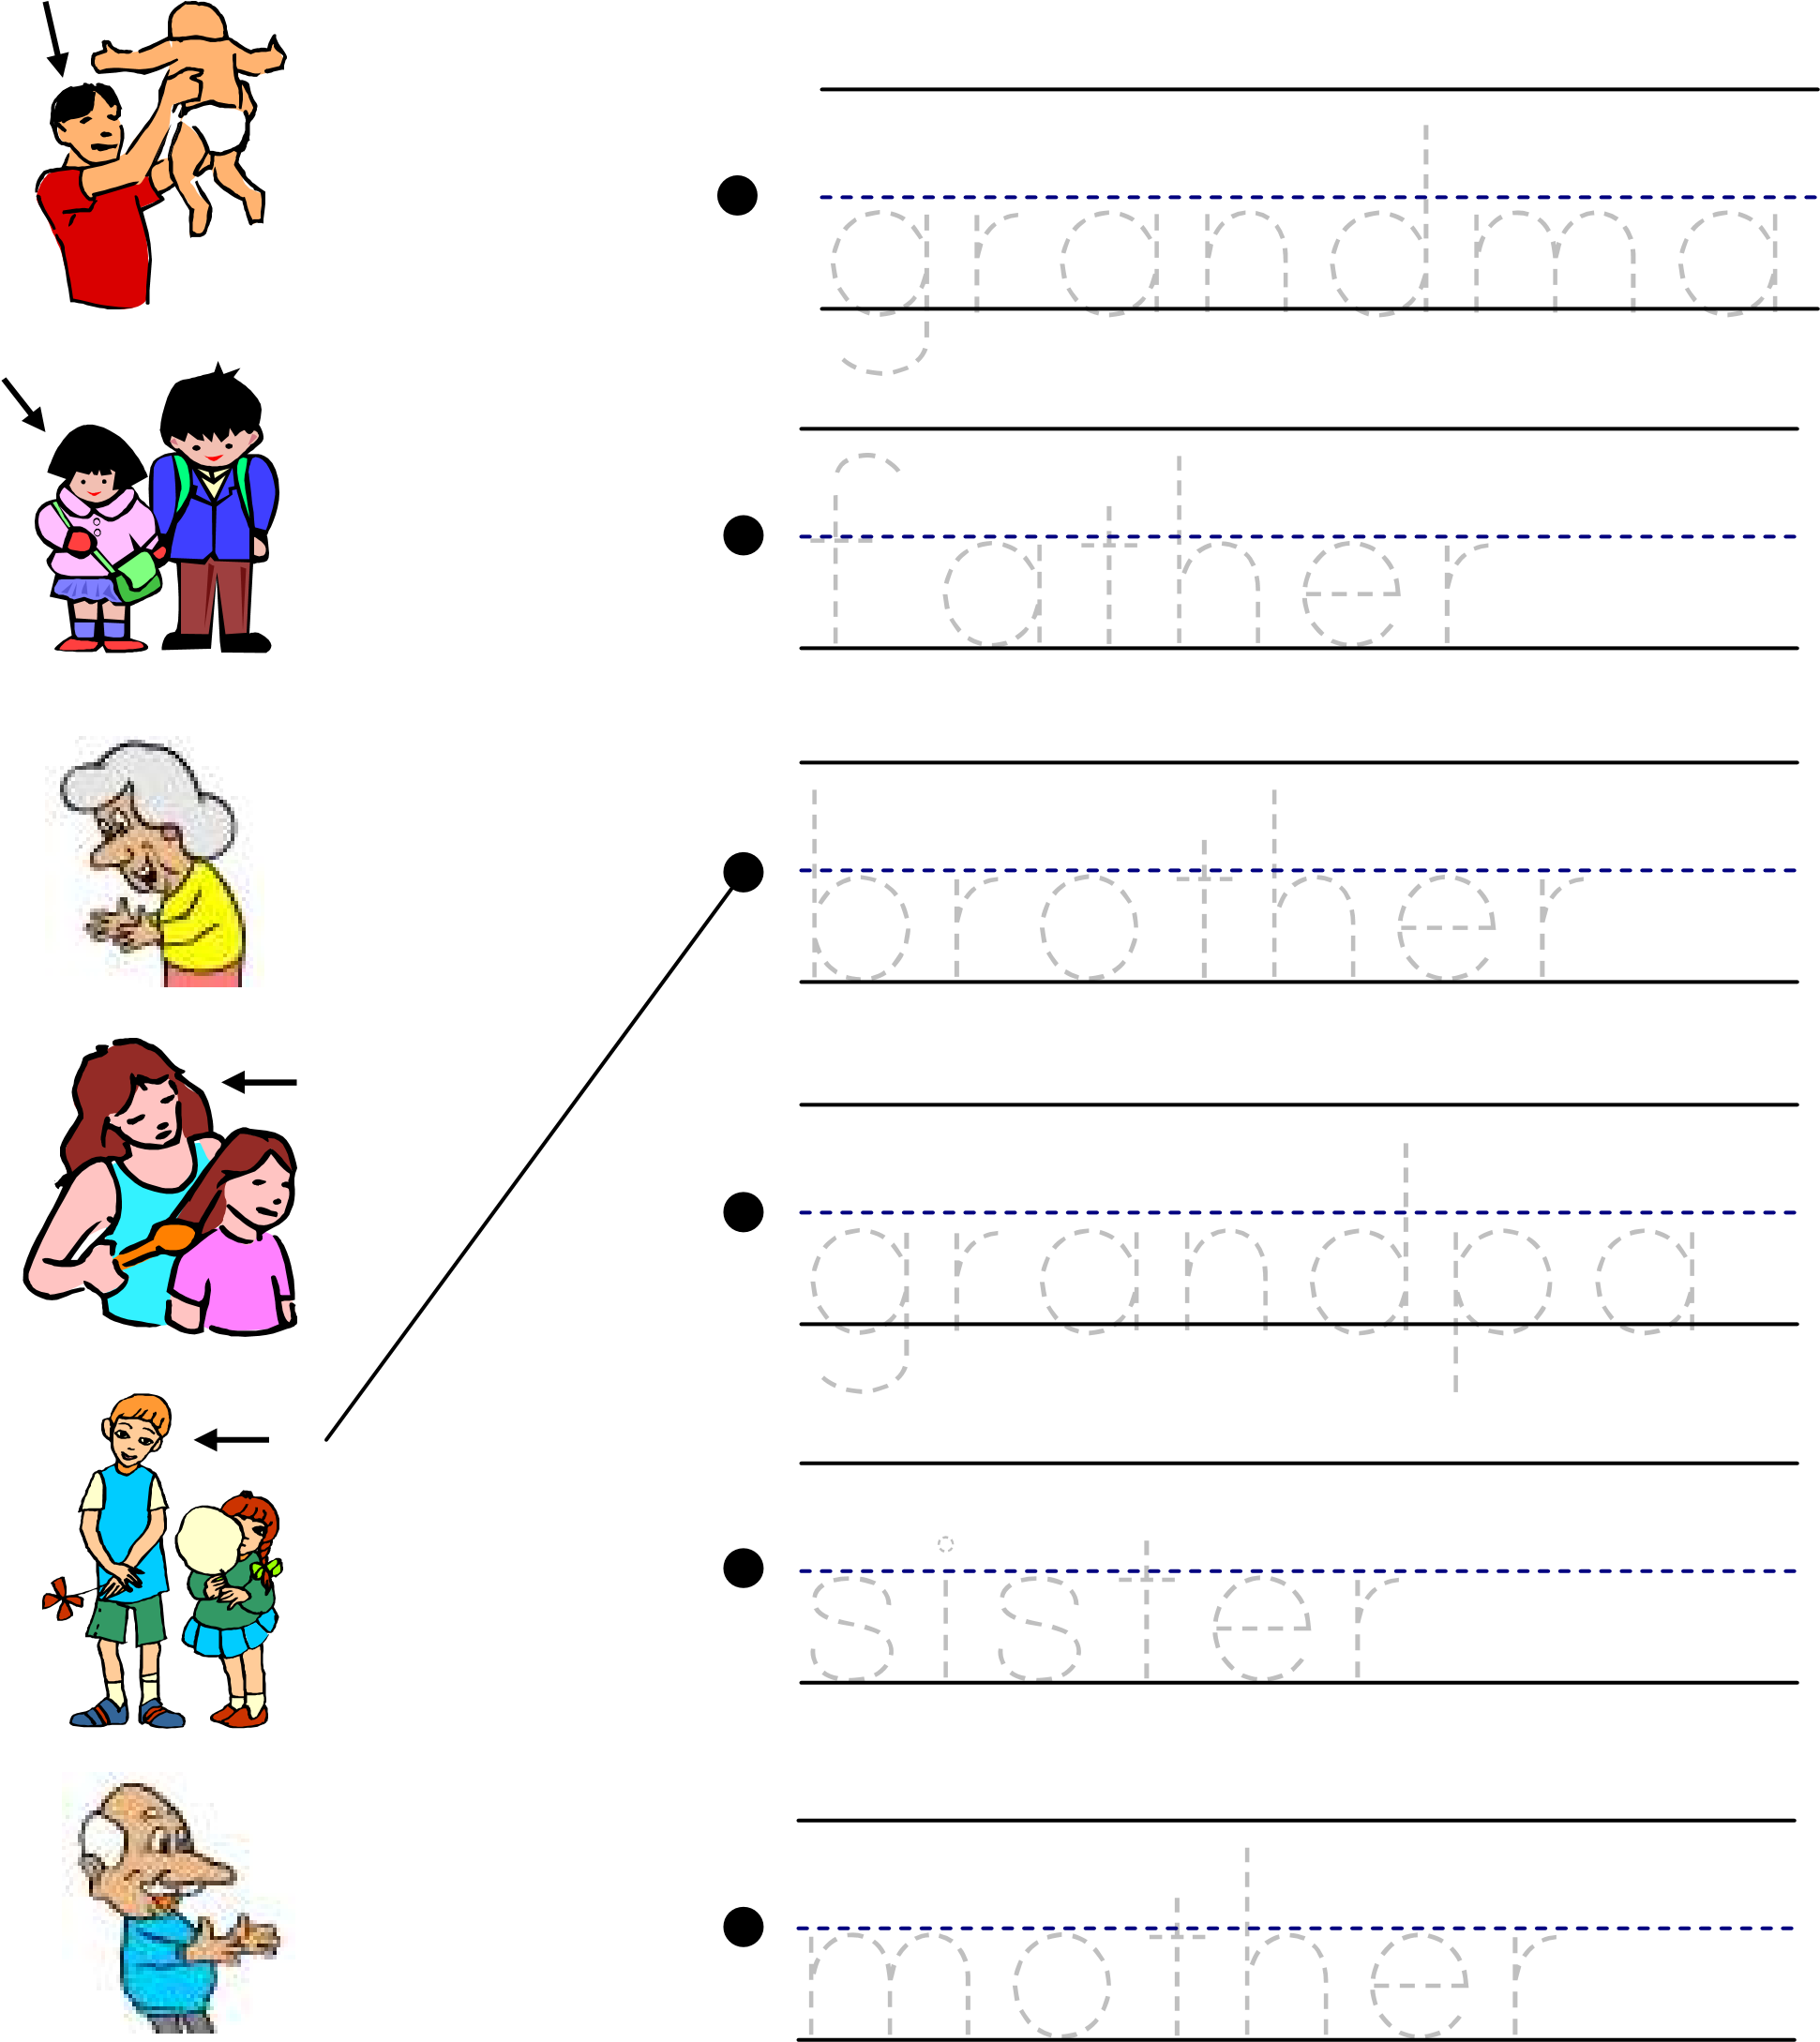 grandma
father
brother
grandpa
sister
mother